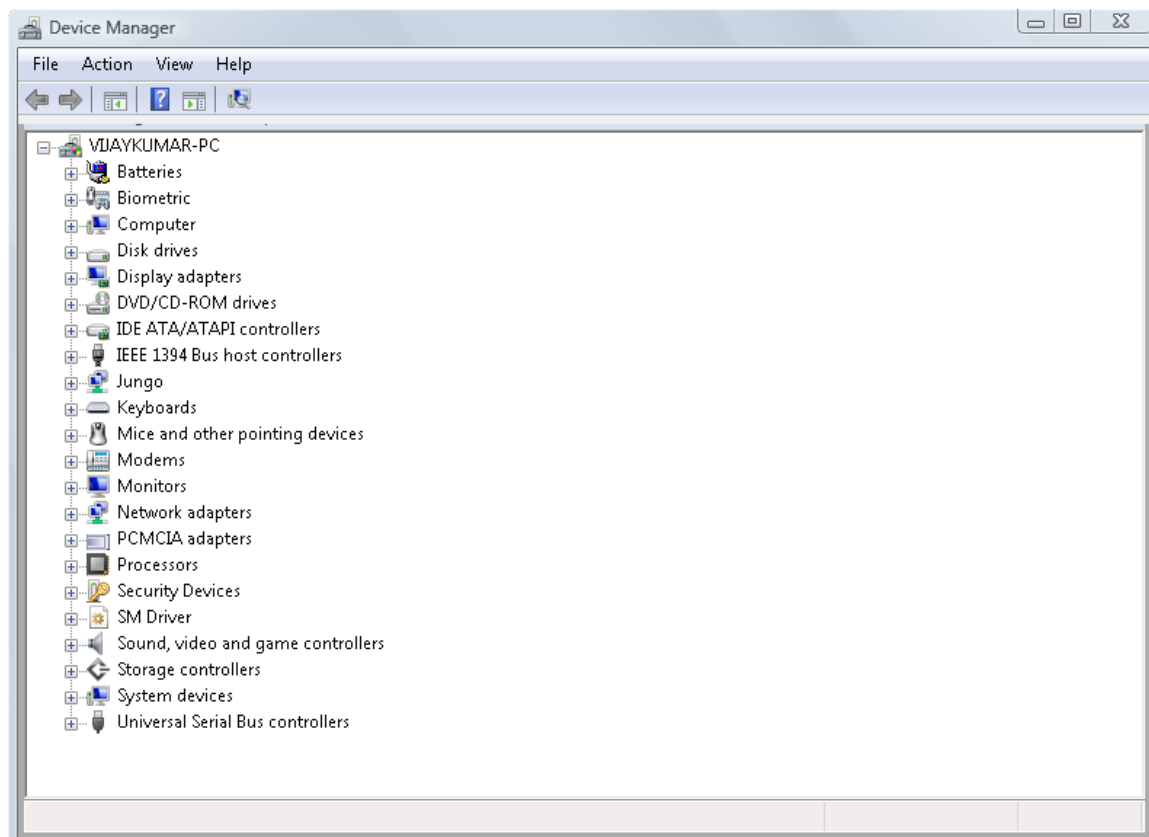 Device Manager
File Action View Help
VIJAYKUMAR-PC
Batteries
Biometric
Computer
Disk drives
Display adapters
DVD/CD-ROM drives
IDE ATA/ATAPI controllers
IEEE 1394 Bus host controllers
Jungo
Keyboards
Mice and other pointing devices
Modems
Monitors
Network adapters
PCMCIA adapters
Processors
Security Devices
SM Driver
Sound, video and game controllers
Storage controllers
System devices
Universal Serial Bus controllers